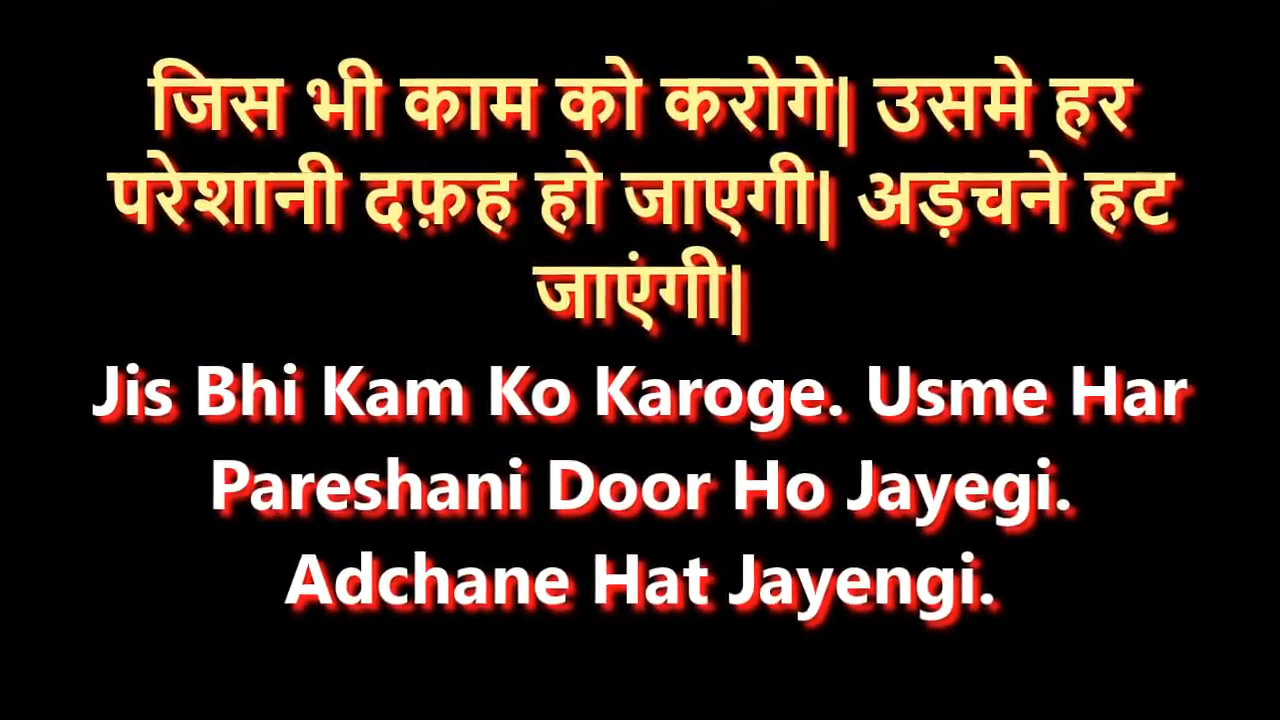 जिस भी काम को करोगे| उसमे हर
परेशानी दफ़ह हो जाएगी| अड़चने हट
जाएंगी|
Jis Bhi Kam Ko Karoge. Usme Har
Pareshani Door Ho Jayegi.
Adchane Hat Jayengi.